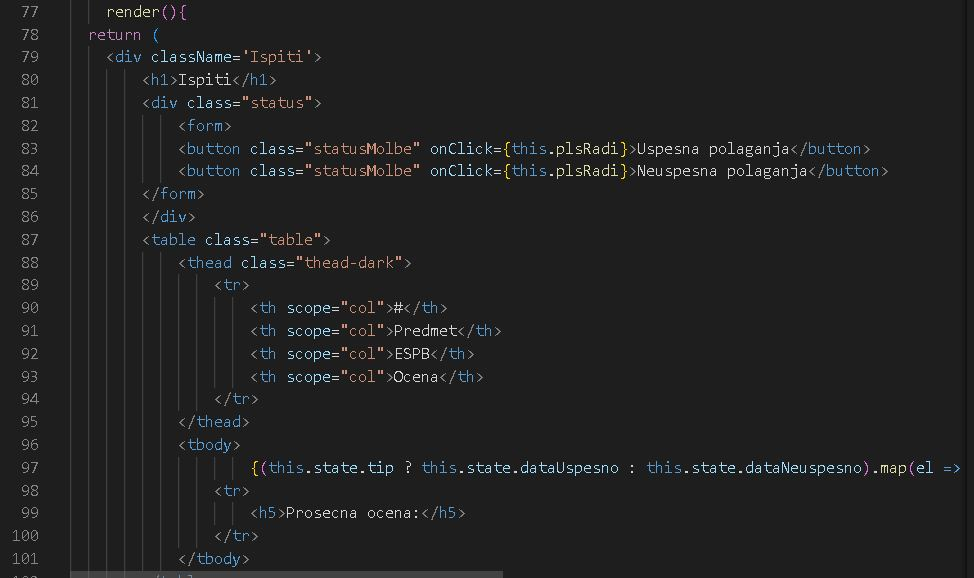 77 render(){
78 return (
79 <div className='Ispiti'>
80 <h1>Ispiti</h1>
81 <div class="status">
82 <form>
83 <button class="statusMolbe" onClick={this.plsRadi}>Uspesna polaganja</button>
84 <button class="statusMolbe" onClick={this.plsRadi}>Neuspesna polaganja</button>
85 </form>
86 </div>
87 <table class="table">
88 <thead class="thead-dark">
89 <tr>
90 <th scope="col">#</th>
91 <th scope="col">Predmet</th>
92 <th scope="col">ESPB</th>
93 <th scope="col">Ocena</th>
94 </tr>
95 </thead>
96 <tbody>
97 {(this.state.tip ? this.state.dataUspesno : this.state.dataNeuspesno).map(el =>
98 <tr>
99 <h5>Prosecna ocena:</h5>
100 </tr>
101 </tbody>